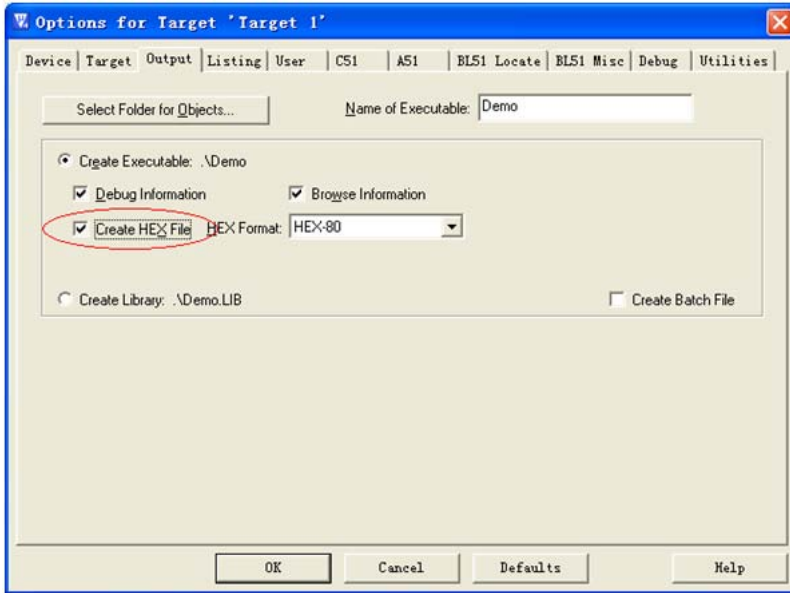 Options for Target 'Target 1'
Device Target Output Listing User C51 A51 BL51 Locate BL51 Misc Debug Utilities
Select Folder for Objects... Name of Executable: Demo
Create Executable: .\Demo
Debug Information Browse Information
Create HEX File HEX Format: HEX-80
Create Library: .\Demo.LIB Create Batch File
OK Cancel Defaults Help